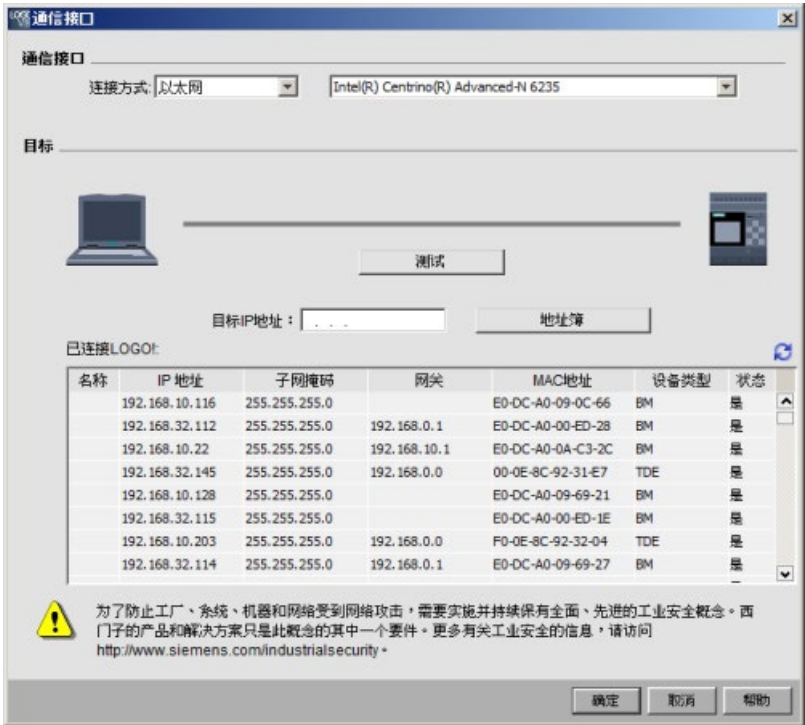 通信接口
通信接口
连接方式: 以太网 Intel(R) Centrino(R) Advanced-N 6235
目标
测试
目标IP地址： . . . 地址簿
已连接LOGO!:
名称 IP 地址 子网掩码 网关 MAC地址 设备类型 状态
192.168.10.116 255.255.255.0 E0-DC-A0-09-0C-66 BM 是
192.168.32.112 255.255.255.0 192.168.0.1 E0-DC-A0-00-ED-28 BM 是
192.168.10.22 255.255.255.0 192.168.10.1 E0-DC-A0-0A-C3-2C BM 是
192.168.32.145 255.255.255.0 192.168.0.0 00-0E-8C-92-31-E7 TDE 是
192.168.10.128 255.255.255.0 E0-DC-A0-09-69-21 BM 是
192.168.32.115 255.255.255.0 E0-DC-A0-00-ED-1E BM 是
192.168.10.203 255.255.255.0 192.168.0.0 F0-0E-8C-92-32-04 TDE 是
192.168.32.114 255.255.255.0 192.168.0.1 E0-DC-A0-09-69-27 BM 是
为了防止工厂、系统、机器和网络受到网络攻击，需要实施并持续保有全面、先进的工业安全概念。西
门子的产品和解决方案只是此概念的其中一个要件。更多有关工业安全的信息，请访问
http://www.siemens.com/industrialsecurity。
确定 取消 帮助